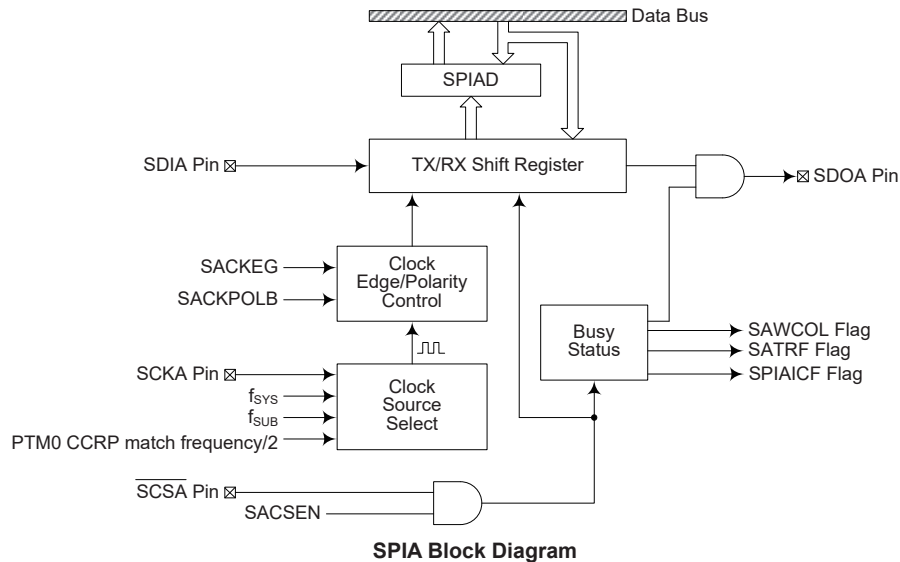 Data Bus
SPIAD
SDIA Pin
TX/RX Shift Register
SDOA Pin
SACKEG
SACKPOLB
Clock
Edge/Polarity
Control
Busy
Status
SAWCOL Flag
SATRF Flag
SPIAICF Flag
SCKA Pin
fSYS
fSUB
PTM0 CCRP match frequency/2
Clock
Source
Select
SCSA Pin
SACSEN
SPIA Block Diagram